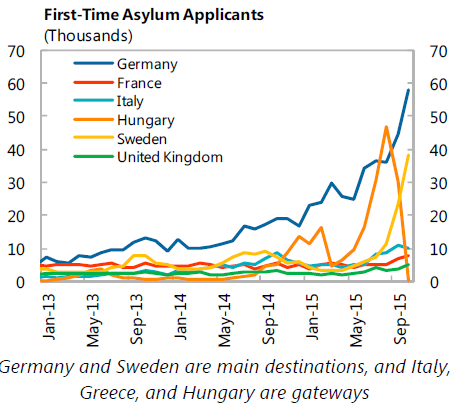 First-Time Asylum Applicants
(Thousands)
70 70
60 60
50 50
40 40
30 30
20 20
10 10
0 0
Germany
France
Italy
Hungary
Sweden
United Kingdom
Jan-13 May-13 Sep-13 Jan-14 May-14 Sep-14 Jan-15 May-15 Sep-15
Germany and Sweden are main destinations, and Italy,
Greece, and Hungary are gateways